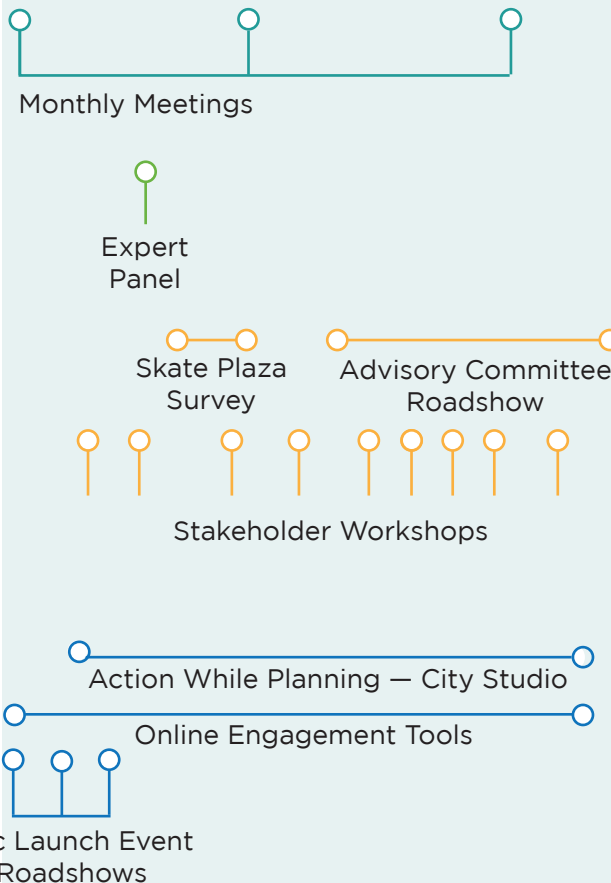 Monthly Meetings
Expert
Panel
Skate Plaza
Survey
Advisory Committee
Roadshow
Stakeholder Workshops
Action While Planning — City Studio
Online Engagement Tools
Launch Event
Roadshows